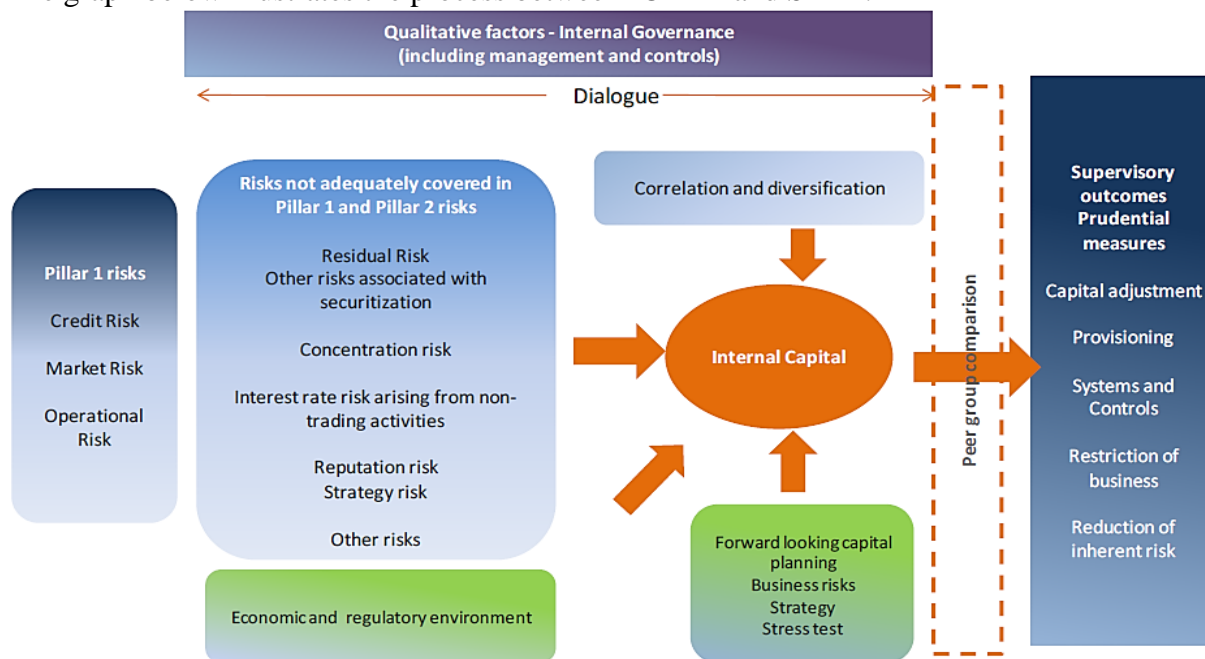 Qualitative factors - Internal Governance
(including management and controls)
Dialogue
Pillar 1 risks
Credit Risk
Market Risk
Operational
Risk
Risks not adequately covered in
Pillar 1 and Pillar 2 risks
Residual Risk
Other risks associated with
securitization
Concentration risk
Interest rate risk arising from non-
trading activities
Reputation risk
Strategy risk
Other risks
Economic and regulatory environment
Correlation and diversification
Internal Capital
Forward looking capital
planning
Business risks
Strategy
Stress test
Peer group comparison
Supervisory
outcomes
Prudential
measures
Capital adjustment
Provisioning
Systems and
Controls
Restriction of
business
Reduction of
inherent risk